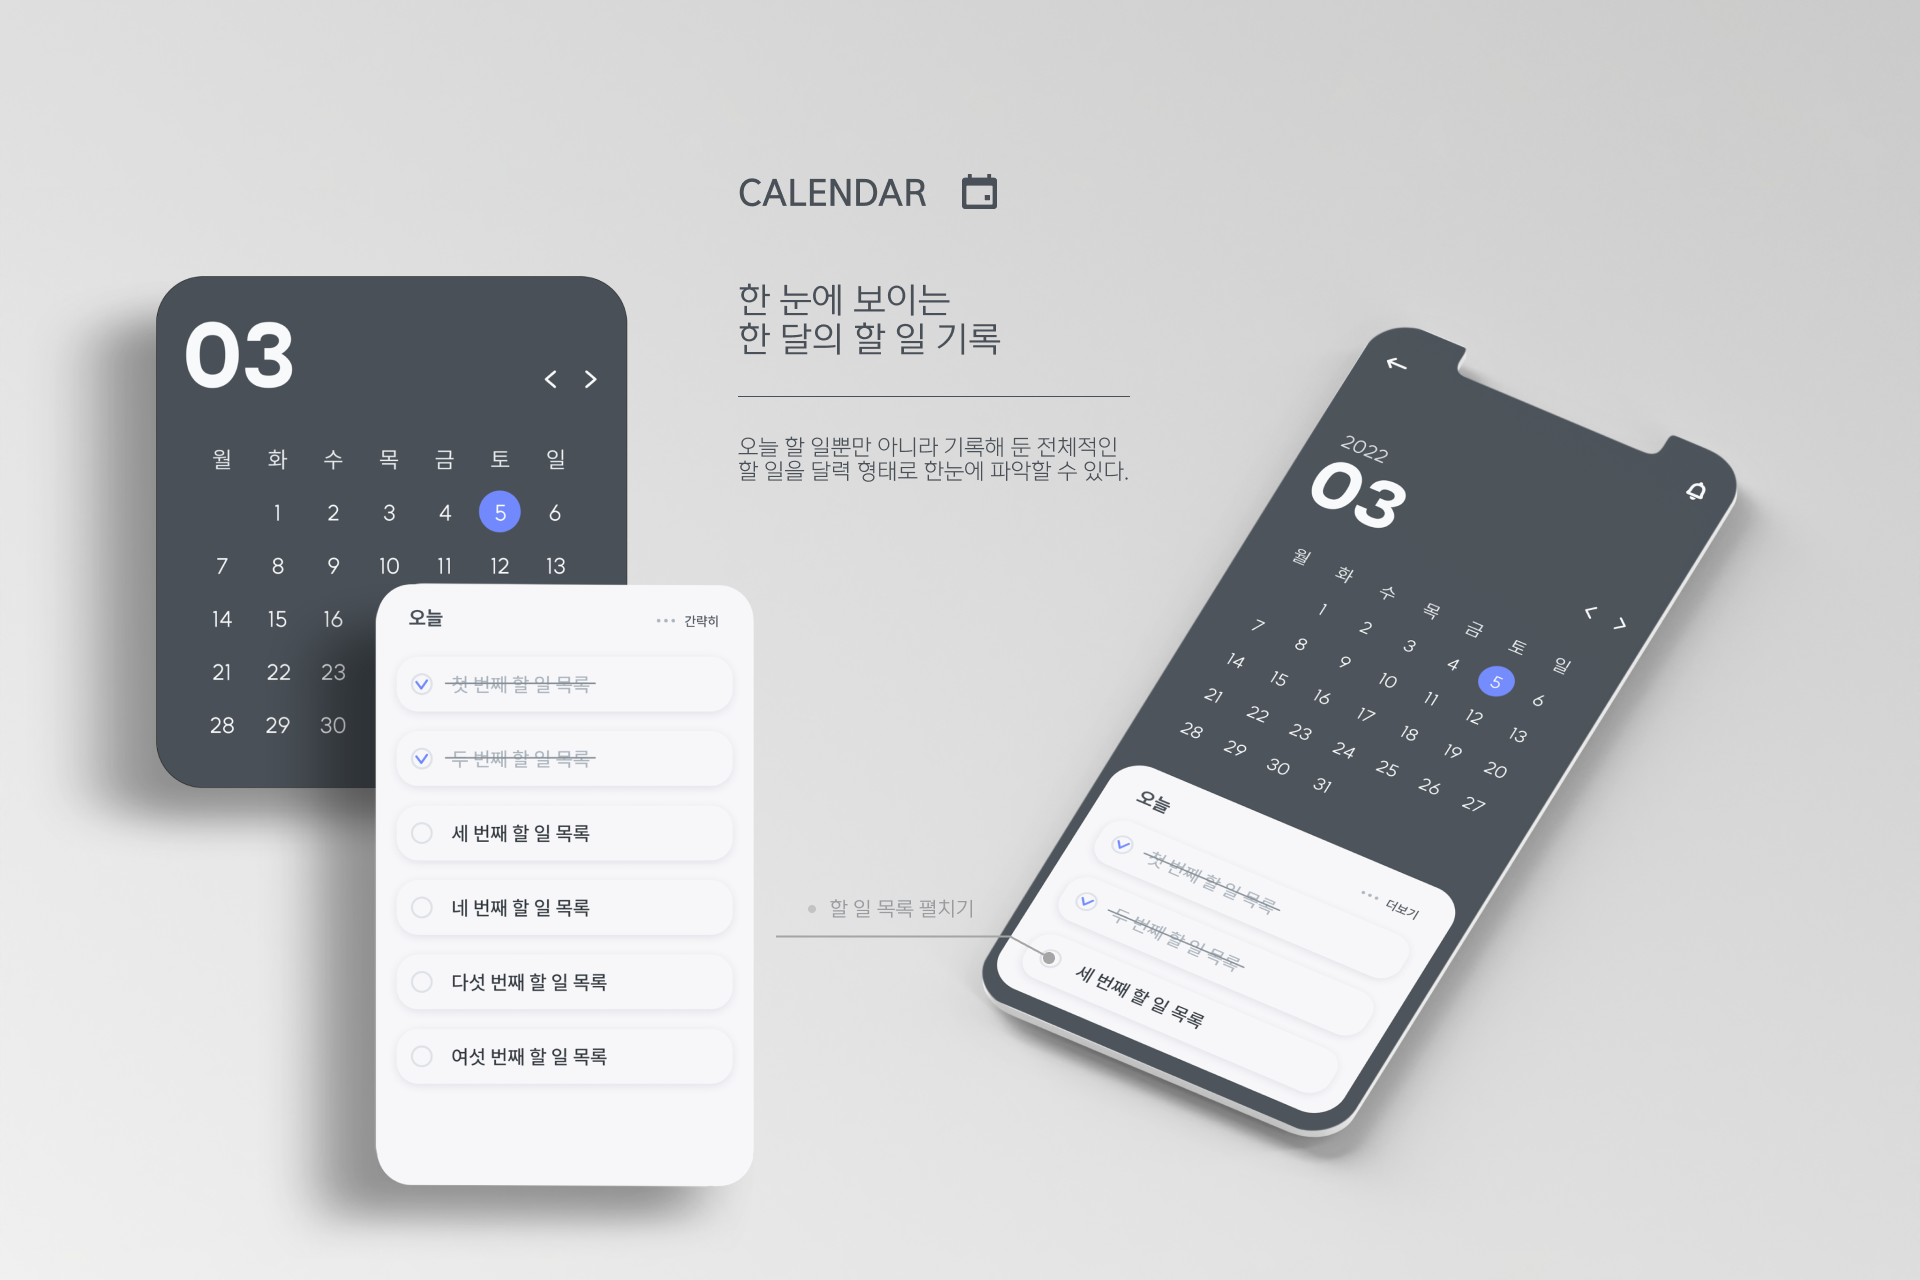 CALENDAR
한 눈에 보이는
한 달의 할 일 기록
오늘 할 일뿐만 아니라 기록해 둔 전체적인
할 일을 달력 형태로 한눈에 파악할 수 있다.
03
< >
월 화 수 목 금 토 일
1 2 3 4 5 6
7 8 9 10 11 12 13
14 15 16
21 22 23
28 29 30
오늘 ••• 간략히
첫 번째 할 일 목록
두 번째 할 일 목록
세 번째 할 일 목록
네 번째 할 일 목록
다섯 번째 할 일 목록
여섯 번째 할 일 목록
• 할 일 목록 펼치기
2022
03
< >
월 화 수 목 금 토 일
1 2 3 4 5 6
7 8 9 10 11 12 13
14 15 16 17 18 19 20
21 22 23 24 25 26 27
28 29 30 31
오늘 ••• 더보기
첫 번째 할 일 목록
두 번째 할 일 목록
세 번째 할 일 목록